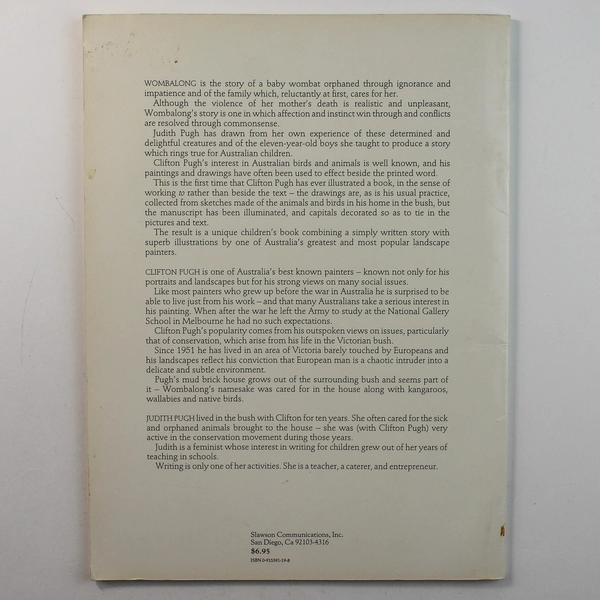 WOMBALONG is the story of a baby wombat orphaned through ignorance and
impatience and of the family which, reluctantly at first, cares for her.
Although the violence of her mother's death is realistic and unpleasant,
Wombalong's story is one in which affection and instinct win through and conflicts
are resolved through commonsense.
Judith Pugh has drawn from her own experience of these determined and
delightful creatures and of the eleven-year-old boys she taught to produce a story
which rings true for Australian children.
Clifton Pugh's interest in Australian birds and animals is well known, and his
paintings and drawings have often been used to effect beside the printed word.
This is the first time that Clifton Pugh has ever illustrated a book, in the sense of
working to rather than beside the text – the drawings are, as is his usual practice,
collected from sketches made of the animals and birds in his home in the bush, but
the manuscript has been illuminated, and capitals decorated so as to tie in the
pictures and text.
The result is a unique children's book combining a simply written story with
superb illustrations by one of Australia's greatest and most popular landscape
painters.
CLIFTON PUGH is one of Australia's best known painters – known not only for his
portraits and landscapes but for his strong views on many social issues.
Like most painters who grew up before the war in Australia he is surprised to be
able to live just from his work – and that many Australians take a serious interest in
his painting. When after the war he left the Army to study at the National Gallery
School in Melbourne he had no such expectations.
Clifton Pugh's popularity comes from his outspoken views on issues, particularly
that of conservation, which arise from his life in the Victorian bush.
Since 1951 he has lived in an area of Victoria barely touched by Europeans and
his landscapes reflect his conviction that European man is a chaotic intruder into a
delicate and subtle environment.
Pugh's mud brick house grows out of the surrounding bush and seems part of
it – Wombalong's namesake was cared for in the house along with kangaroos,
wallabies and native birds.
JUDITH PUGH lived in the bush with Clifton for ten years. She often cared for the sick
and orphaned animals brought to the house – she was (with Clifton Pugh) very
active in the conservation movement during those years.
Judith is a feminist whose interest in writing for children grew out of her years of
teaching in schools.
Writing is only one of her activities. She is a teacher, a caterer, and entrepreneur.
Slawson Communications, Inc.
San Diego, Ca 92103-4316
$6.95
ISBN 0-915391-19-8